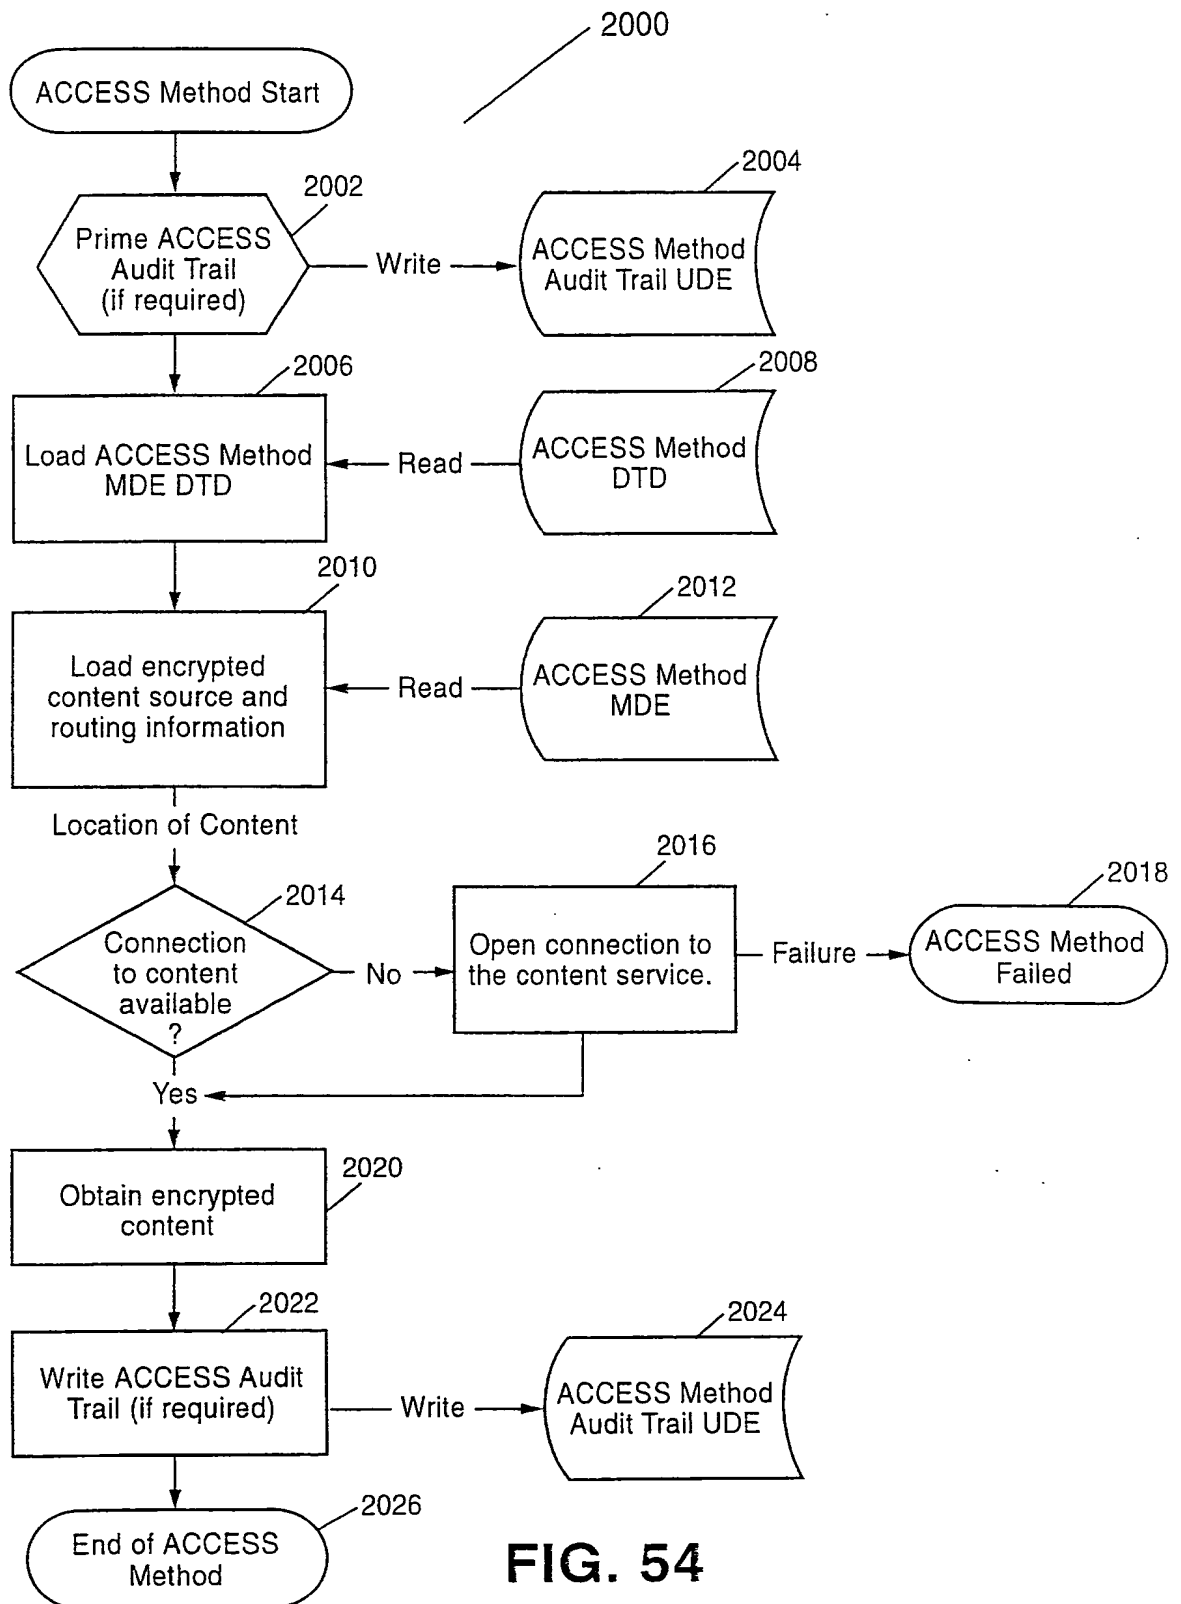 2000
ACCESS Method Start
2002
2004
Prime ACCESS
Audit Trail
(if required)
Write
ACCESS Method
Audit Trail UDE
2006
2008
Load ACCESS Method
MDE DTD
Read
ACCESS Method
DTD
2010
2012
Load encrypted
content source and
routing information
Read
ACCESS Method
MDE
Location of Content
2014
2016
2018
Connection
to content
available
?
No
Open connection to
the content service.
Failure
ACCESS Method
Failed
Yes
2020
Obtain encrypted
content
2022
2024
Write ACCESS Audit
Trail (if required)
Write
ACCESS Method
Audit Trail UDE
2026
End of ACCESS
Method
FIG. 54